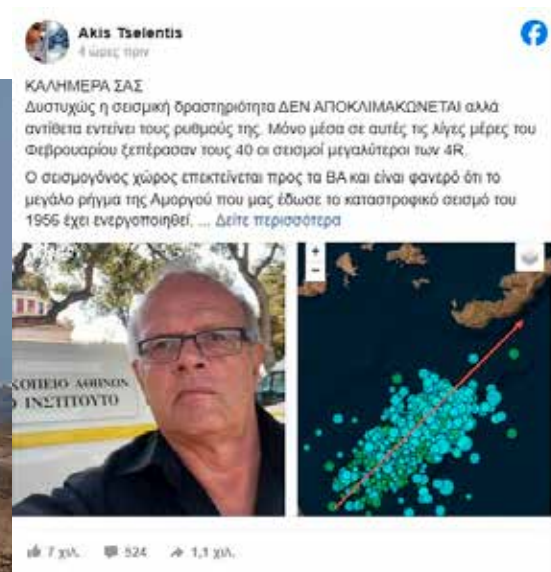 Akis Tselentis
4 ώρες πριν
ΚΑΛΗΜΕΡΑ ΣΑΣ
Δυστυχώς η σεισμική δραστηριότητα ΔΕΝ ΑΠΟΚΛΙΜΑΚΩΝΕΤΑΙ αλλά
αντίθετα εντείνει τους ρυθμούς της. Μόνο μέσα σε αυτές τις λίγες μέρες του
Φεβρουαρίου ξεπέρασαν τους 40 οι σεισμοί μεγαλύτεροι των 4R.
Ο σεισμογόνος χώρος επεκτείνεται προς τα ΒΑ και είναι φανερό ότι το
μεγάλο ρήγμα της Αμοργού που μας έδωσε το καταστροφικό σεισμό του
1956 έχει ενεργοποιηθεί. ... Δείτε περισσότερα
ΚΟΠΕΙΟ ΑΘΗΝΩΝ
Ο ΙΝΣΤΙΤΟΥΤΟ
+
-
7 χιλ. 524 1,1 χιλ.